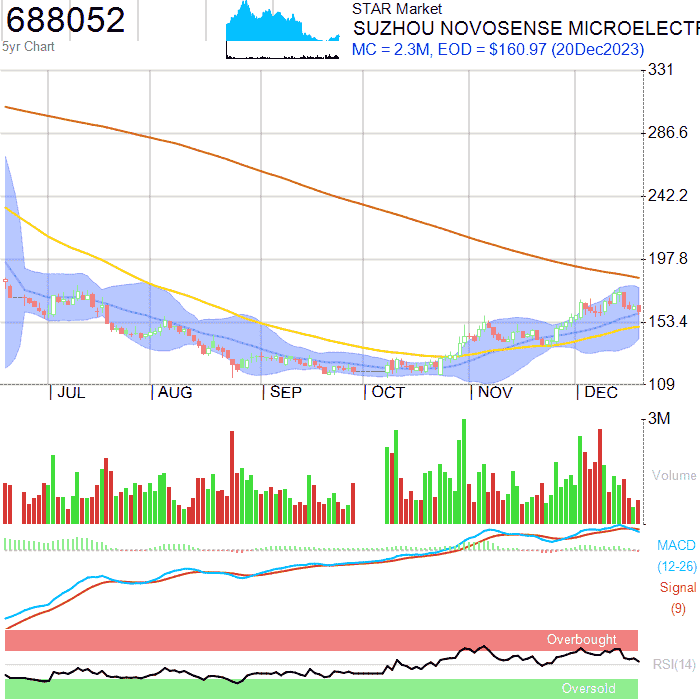 688052
5yr Chart
STAR Market
SUZHOU NOVOSENSE MICROELECTR
MC = 2.3M, EOD = $160.97 (20Dec2023)
331
286.6
242.2
197.8
153.4
109
JUL
AUG
SEP
OCT
NOV
DEC
3M
Volume
MACD
(12-26)
Signal
(9)
Overbought
RSI(14)
Oversold